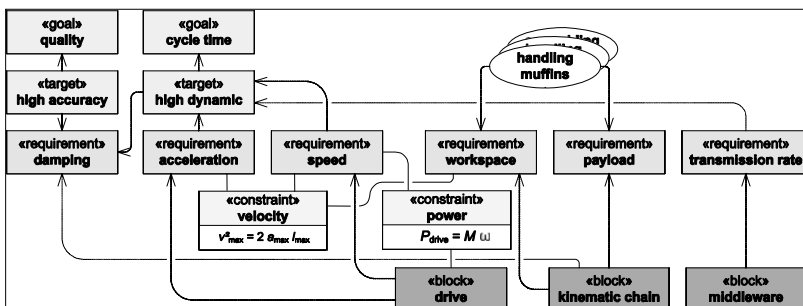 «goal»
quality
«goal»
cycle time
handling
muffins
«target»
high accuracy
«target»
high dynamic
«requirement»
damping
«requirement»
acceleration
«requirement»
speed
«requirement»
workspace
«requirement»
payload
«requirement»
transmission rate
«constraint»
velocity
v²max = 2 amax lmax
«constraint»
power
Pdrive = M ω
«block»
drive
«block»
kinematic chain
«block»
middleware